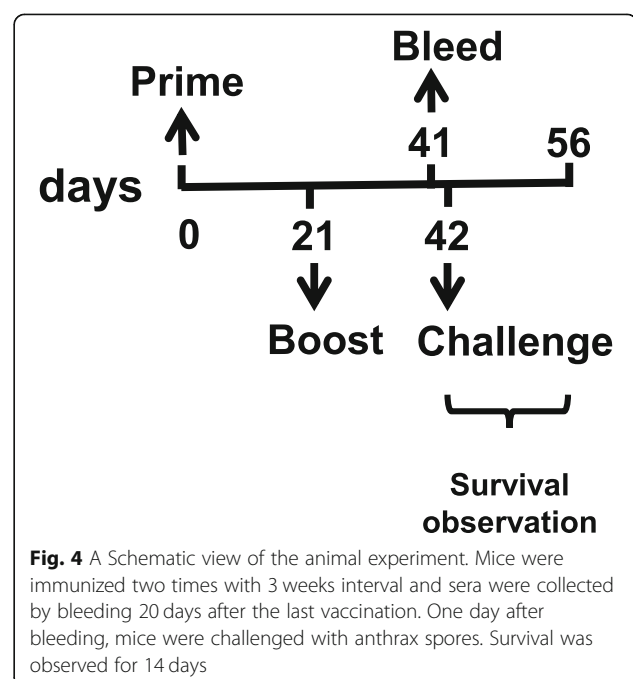 Bleed
Prime
41 56
days
0 21 42
Boost Challenge
Survival
observation
Fig. 4 A Schematic view of the animal experiment. Mice were
immunized two times with 3 weeks interval and sera were collected
by bleeding 20 days after the last vaccination. One day after
bleeding, mice were challenged with anthrax spores. Survival was
observed for 14 days